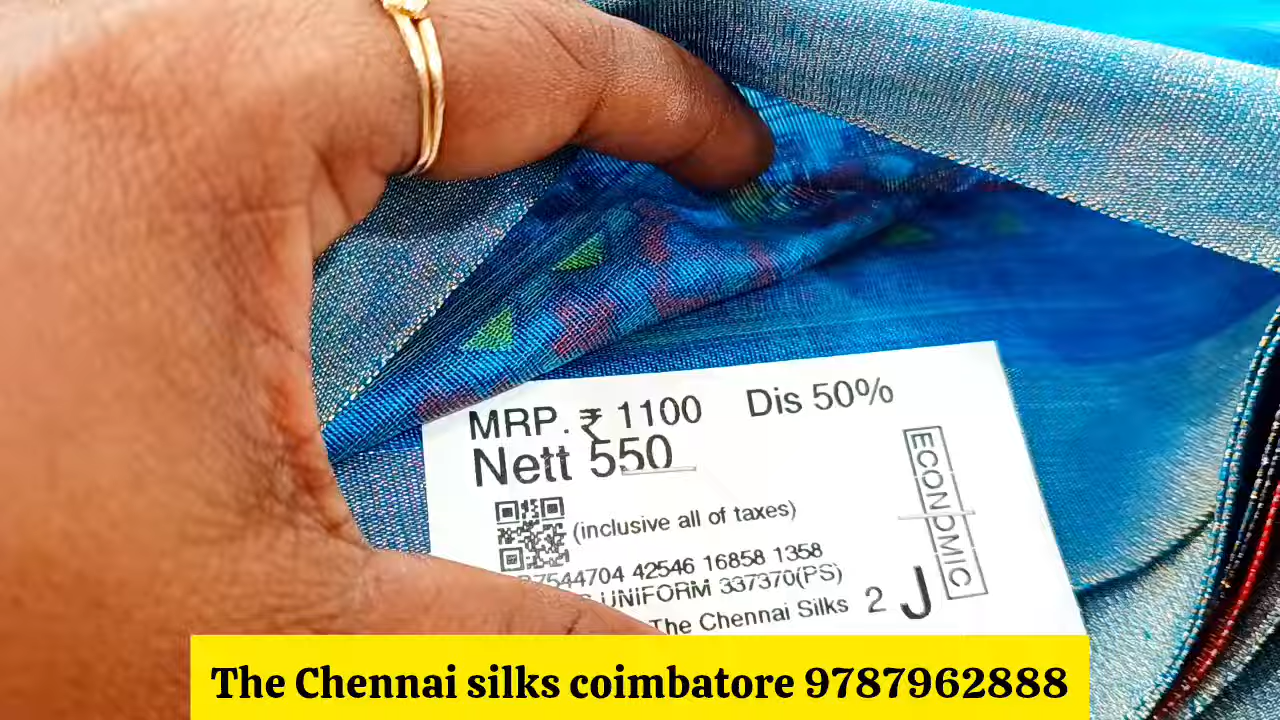 MRP. ₹ 1100 Dis 50%
Nett 550
(inclusive all of taxes)
ECONOMIC
7544704 42546 16858 1358
UNIFORM 337370(PS)
The Chennai Silks 2 J
The Chennai silks coimbatore 9787962888